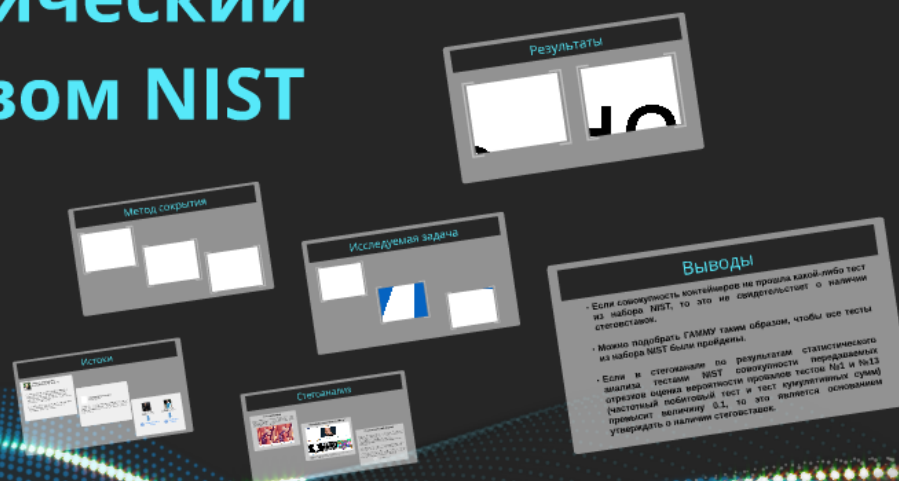 ический
вом NIST
Результаты
Метод сокрытия
Исследуемая задача
Выводы
· Если совокупность контейнеров не прошла какой-либо тест
из набора NIST, то это не свидетельствует о наличии
стеговставок.
· Можно подобрать ГАММУ таким образом, чтобы все тесты
из набора NIST были пройдены.
· Если в стегоканале по результатам статистического
анализа тестами NIST совокупности передаваемых
отрезков оценка вероятности провалов тестов №1 и №13
(частотный побитовый тест и тест кумулятивных сумм)
превысит величину 0.1, то это является основанием
утверждать о наличии стеговставок.
Истоки
Стегоанализ